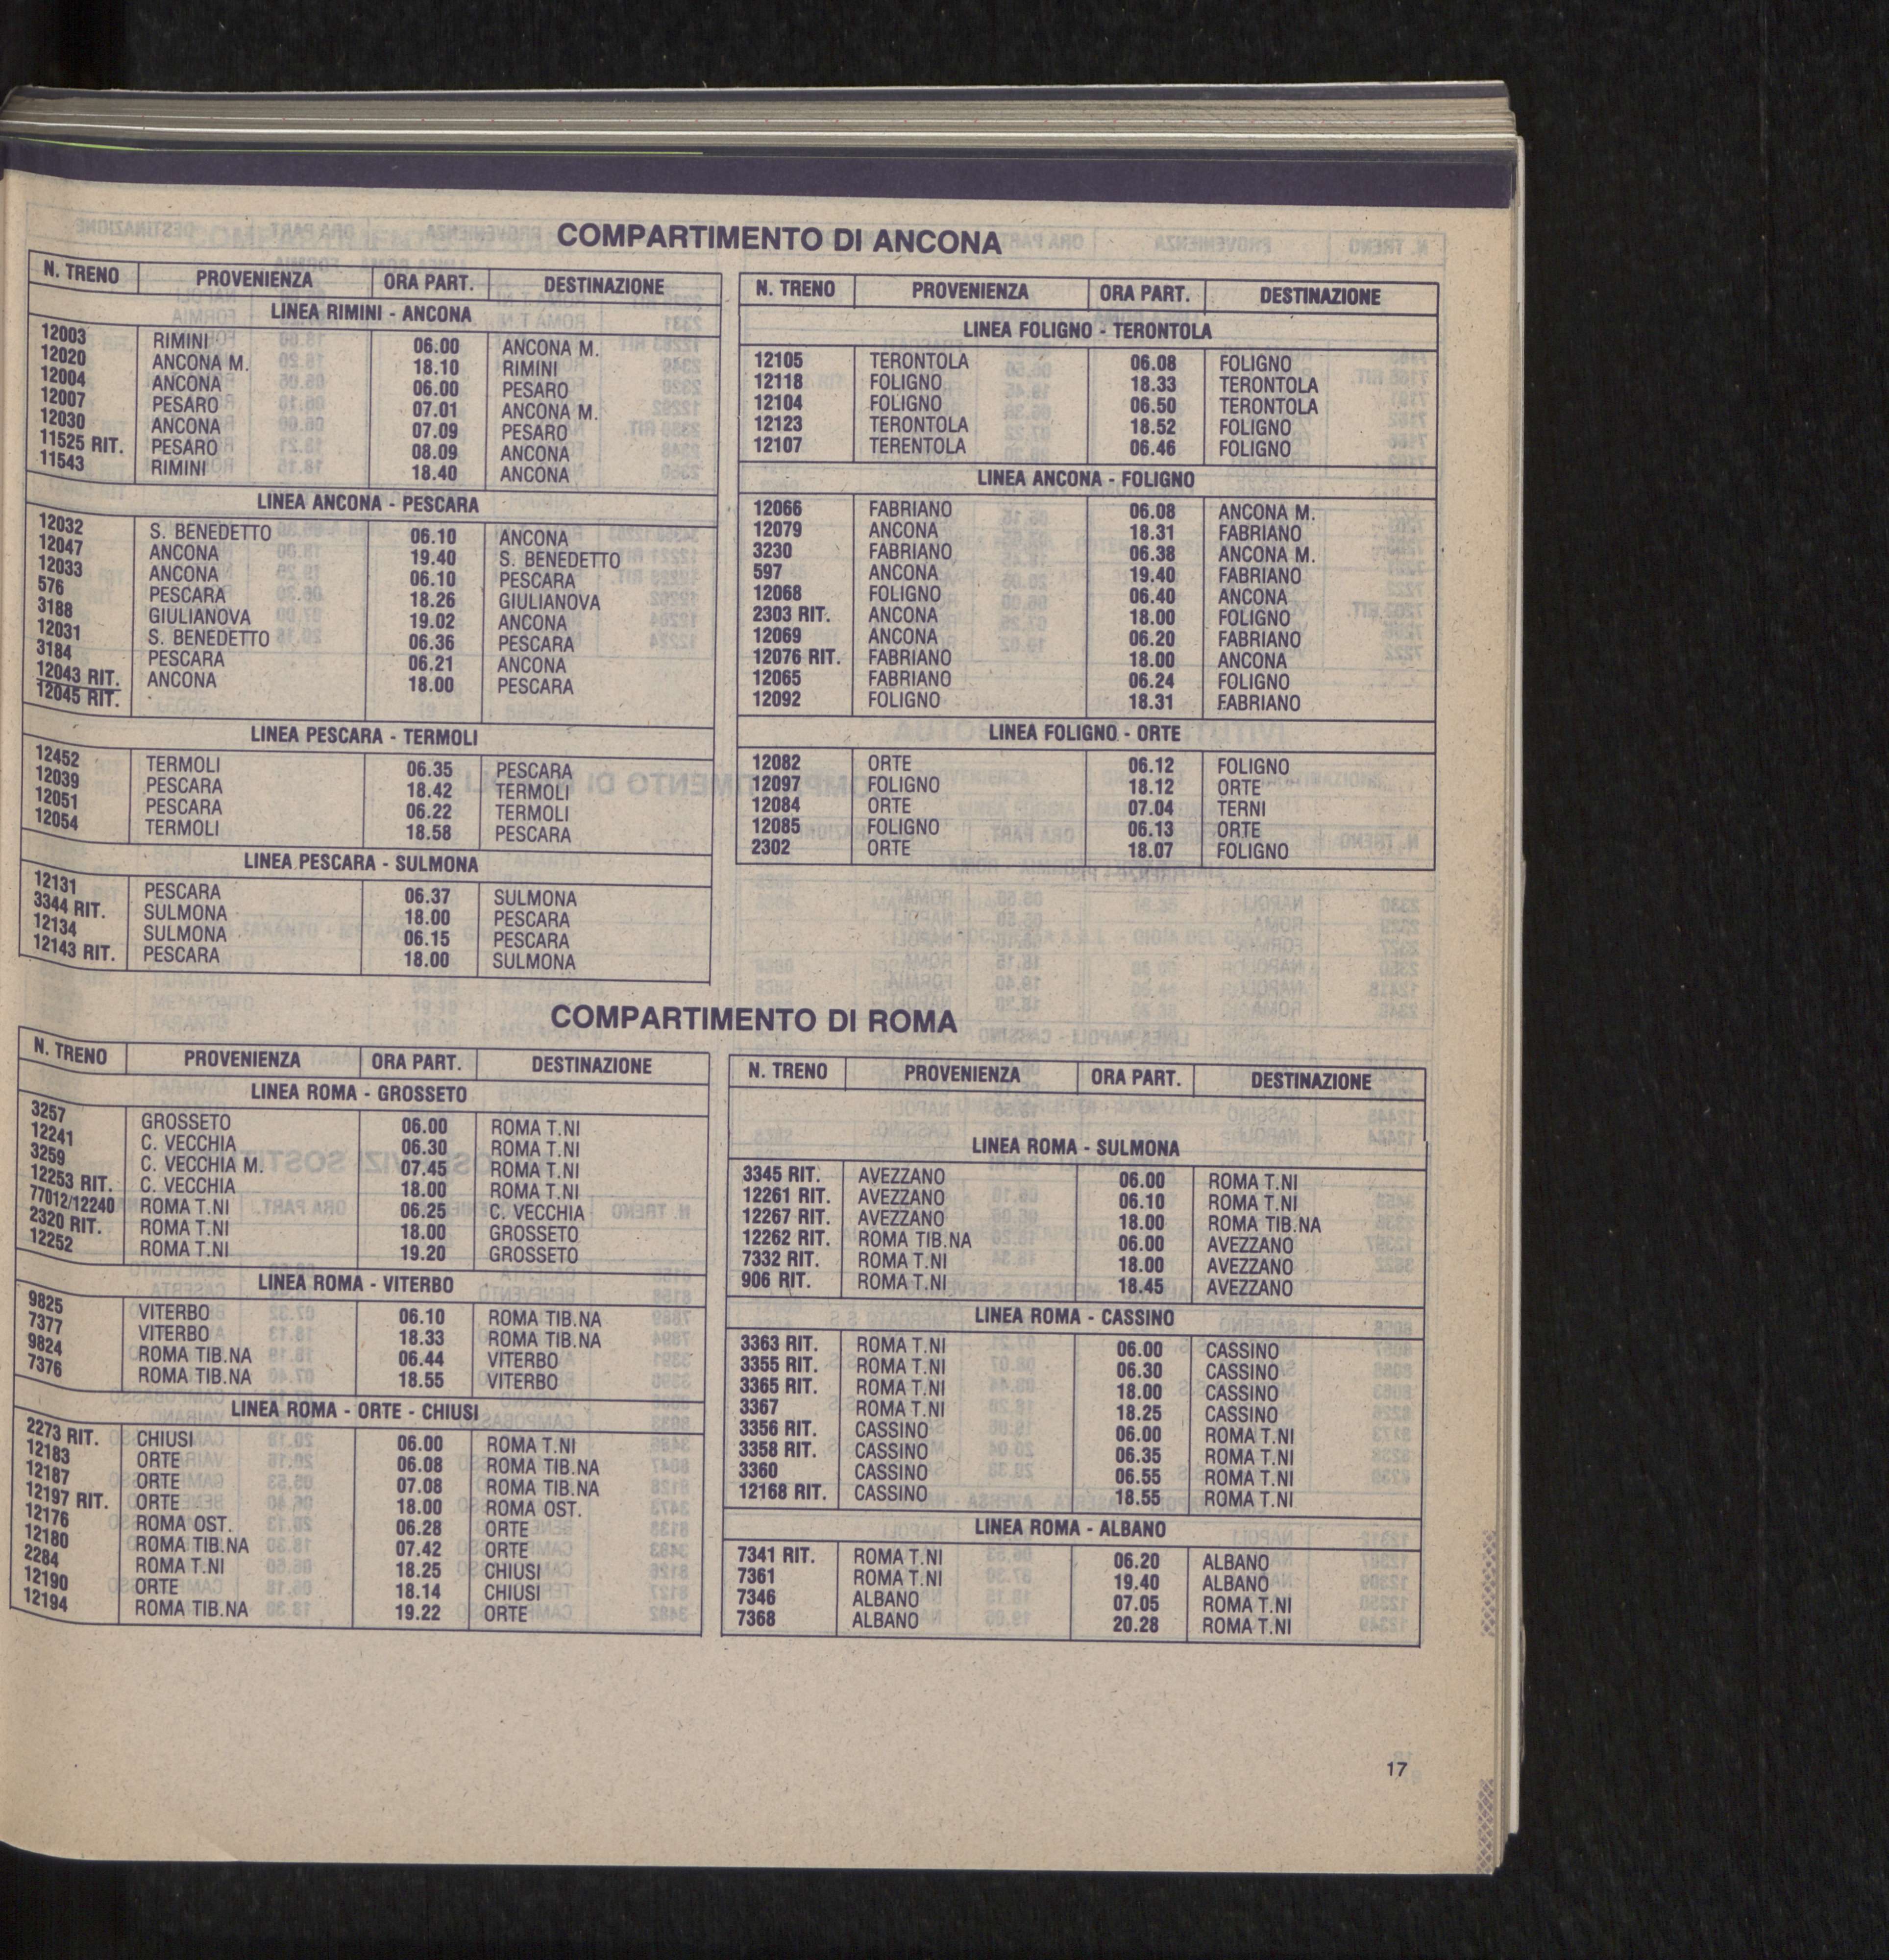 COMPARTIMENTO DI ANCONA
N. TRENO PROVENIENZA ORA PART. DESTINAZIONE
LINEA RIMINI - ANCONA
12003 RIMINI 06.00 ANCONA M.
12020 ANCONA M. 18.10 RIMINI
12004 ANCONA 06.00 PESARO
12007 PESARO 07.01 ANCONA M.
12030 ANCONA 07.09 PESARO
11525 RIT. PESARO 08.09 ANCONA
11543 RIMINI 18.40 ANCONA
LINEA ANCONA - PESCARA
12032 S. BENEDETTO 06.10 ANCONA
12047 ANCONA 19.40 S. BENEDETTO
12033 ANCONA 06.10 PESCARA
576 PESCARA 18.26 GIULIANOVA
3188 GIULIANOVA 19.02 ANCONA
12031 S. BENEDETTO 06.36 PESCARA
3184 PESCARA 06.21 ANCONA
12043 RIT. ANCONA 18.00 PESCARA
12045 RIT.
LINEA PESCARA - TERMOLI
12452 TERMOLI 06.35 PESCARA
12039 PESCARA 18.42 TERMOLI
12051 PESCARA 06.22 TERMOLI
12054 TERMOLI 18.58 PESCARA
LINEA PESCARA - SULMONA
12131 PESCARA 06.37 SULMONA
3344 RIT. SULMONA 18.00 PESCARA
12134 SULMONA 06.15 PESCARA
12143 RIT. PESCARA 18.00 SULMONA
N. TRENO PROVENIENZA ORA PART. DESTINAZIONE
LINEA FOLIGNO - TERONTOLA
12105 TERONTOLA 06.08 FOLIGNO
12118 FOLIGNO 18.33 TERONTOLA
12104 FOLIGNO 06.50 TERONTOLA
12123 TERONTOLA 18.52 FOLIGNO
12107 TERENTOLA 06.46 FOLIGNO
LINEA ANCONA - FOLIGNO
12066 FABRIANO 06.08 ANCONA M.
12079 ANCONA 18.31 FABRIANO
3230 FABRIANO 06.38 ANCONA M.
597 ANCONA 19.40 FABRIANO
12068 FOLIGNO 06.40 ANCONA
2303 RIT. ANCONA 18.00 FOLIGNO
12069 ANCONA 06.20 FABRIANO
12076 RIT. FABRIANO 18.00 ANCONA
12065 FABRIANO 06.24 FOLIGNO
12092 FOLIGNO 18.31 FABRIANO
LINEA FOLIGNO - ORTE
12082 ORTE 06.12 FOLIGNO
12097 FOLIGNO 18.12 ORTE
12084 ORTE 07.04 TERNI
12085 FOLIGNO 06.13 ORTE
2302 ORTE 18.07 FOLIGNO
COMPARTIMENTO DI ROMA
N. TRENO PROVENIENZA ORA PART. DESTINAZIONE
LINEA ROMA - GROSSETO
3257 GROSSETO 06.00 ROMA T.NI
12241 C. VECCHIA 06.30 ROMA T.NI
3259 C. VECCHIA M. 07.45 ROMA T.NI
12253 RIT. C. VECCHIA 18.00 ROMA T.NI
77012/12240 ROMA T.NI 06.25 C. VECCHIA
2320 RIT. ROMA T.NI 18.00 GROSSETO
12252 ROMA T.NI 19.20 GROSSETO
LINEA ROMA - VITERBO
9825 VITERBO 06.10 ROMA TIB.NA
7377 VITERBO 18.33 ROMA TIB.NA
9824 ROMA TIB.NA 06.44 VITERBO
7376 ROMA TIB.NA 18.55 VITERBO
LINEA ROMA - ORTE - CHIUSI
2273 RIT. CHIUSI 06.00 ROMA T.NI
12183 ORTE 06.08 ROMA TIB.NA
12187 ORTE 07.08 ROMA TIB.NA
12197 RIT. ORTE 18.00 ROMA OST.
12176 ROMA OST. 06.28 ORTE
12180 ROMA TIB.NA 07.42 ORTE
2284 ROMA T.NI 18.25 CHIUSI
12190 ORTE 18.14 CHIUSI
12194 ROMA TIB.NA 19.22 ORTE
N. TRENO PROVENIENZA ORA PART. DESTINAZIONE
LINEA ROMA - SULMONA
3345 RIT. AVEZZANO 06.00 ROMA T.NI
12261 RIT. AVEZZANO 06.10 ROMA T.NI
12267 RIT. AVEZZANO 18.00 ROMA TIB.NA
12262 RIT. ROMA TIB.NA 06.00 AVEZZANO
7332 RIT. ROMA T.NI 18.00 AVEZZANO
906 RIT. ROMA T.NI 18.45 AVEZZANO
LINEA ROMA - CASSINO
3363 RIT. ROMA T.NI 06.00 CASSINO
3355 RIT. ROMA T.NI 06.30 CASSINO
3365 RIT. ROMA T.NI 18.00 CASSINO
3367 ROMA T.NI 18.25 CASSINO
3356 RIT. CASSINO 06.00 ROMA T.NI
3358 RIT. CASSINO 06.35 ROMA T.NI
3360 CASSINO 06.55 ROMA T.NI
12168 RIT. CASSINO 18.55 ROMA T.NI
LINEA ROMA - ALBANO
7341 RIT. ROMA T.NI 06.20 ALBANO
7361 ROMA T.NI 19.40 ALBANO
7346 ALBANO 07.05 ROMA T.NI
7368 ALBANO 20.28 ROMA T.NI
17